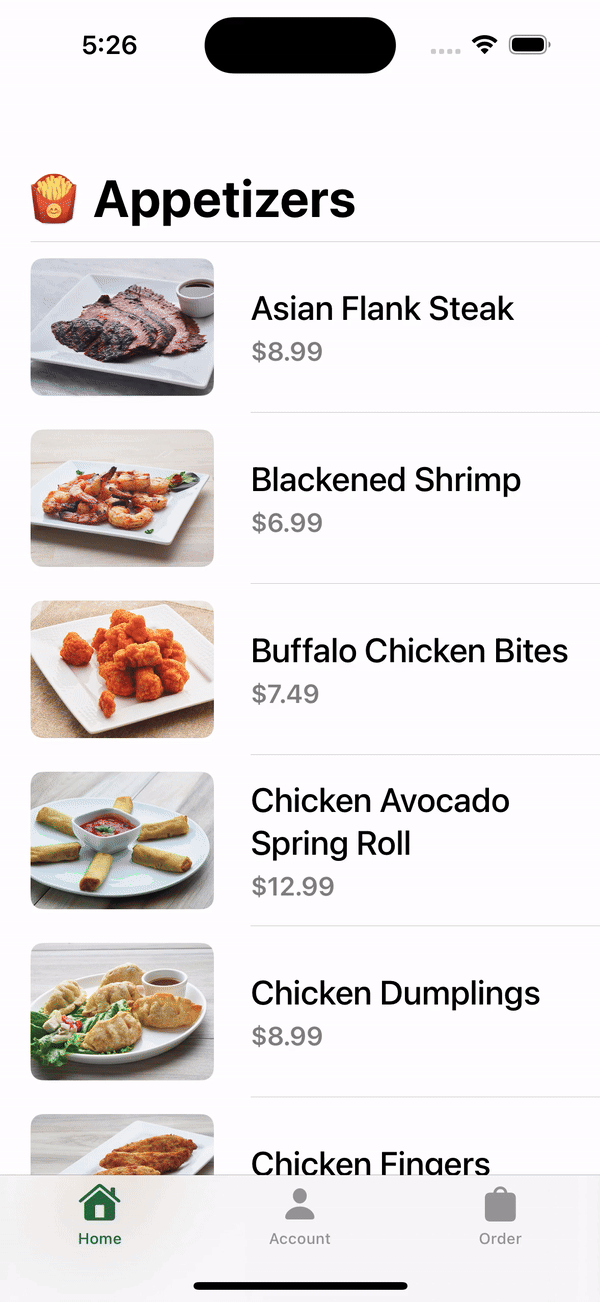 5:26
🍟 Appetizers
Asian Flank Steak
$8.99
Blackened Shrimp
$6.99
Buffalo Chicken Bites
$7.49
Chicken Avocado
Spring Roll
$12.99
Chicken Dumplings
$8.99
Chicken Fingers
Home
Account
Order